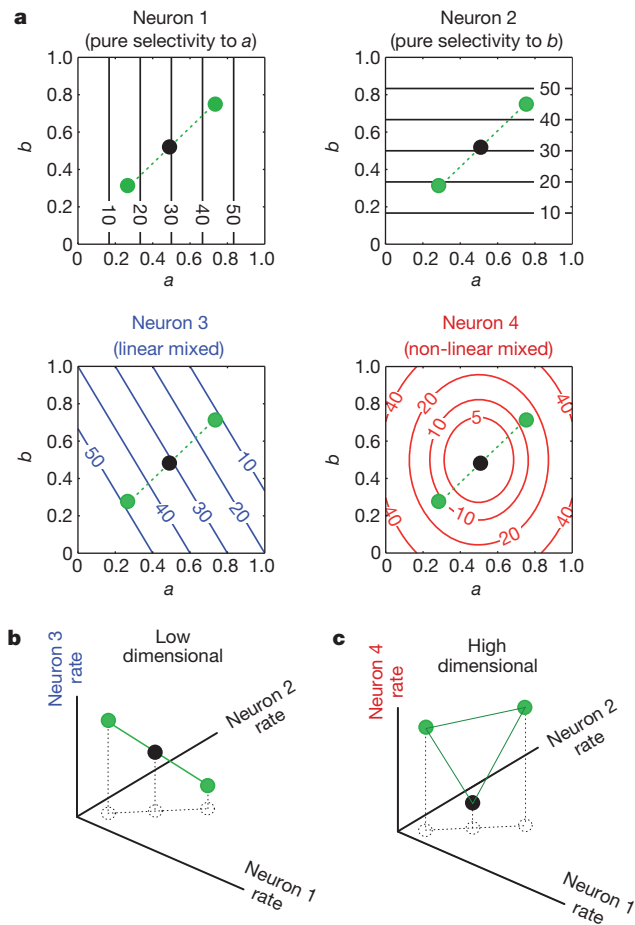 a
Neuron 1
(pure selectivity to a)
1.0
0.8
0.6
0.4
0.2
0
b
10
20
30
40
50
0
0.2
0.4
0.6
0.8
1.0
a
Neuron 2
(pure selectivity to b)
1.0
0.8
0.6
0.4
0.2
0
b
50
40
30
20
10
0
0.2
0.4
0.6
0.8
1.0
a
Neuron 3
(linear mixed)
1.0
0.8
0.6
0.4
0.2
0
b
50
40
30
20
10
0
0.2
0.4
0.6
0.8
1.0
a
Neuron 4
(non-linear mixed)
1.0
0.8
0.6
0.4
0.2
0
b
40
20
10
5
40
-10
20
40
40
0
0.2
0.4
0.6
0.8
1.0
a
b
Low
dimensional
Neuron 3
rate
Neuron 2
rate
Neuron 1
rate
c
High
dimensional
Neuron 4
rate
Neuron 2
rate
Neuron 1
rate